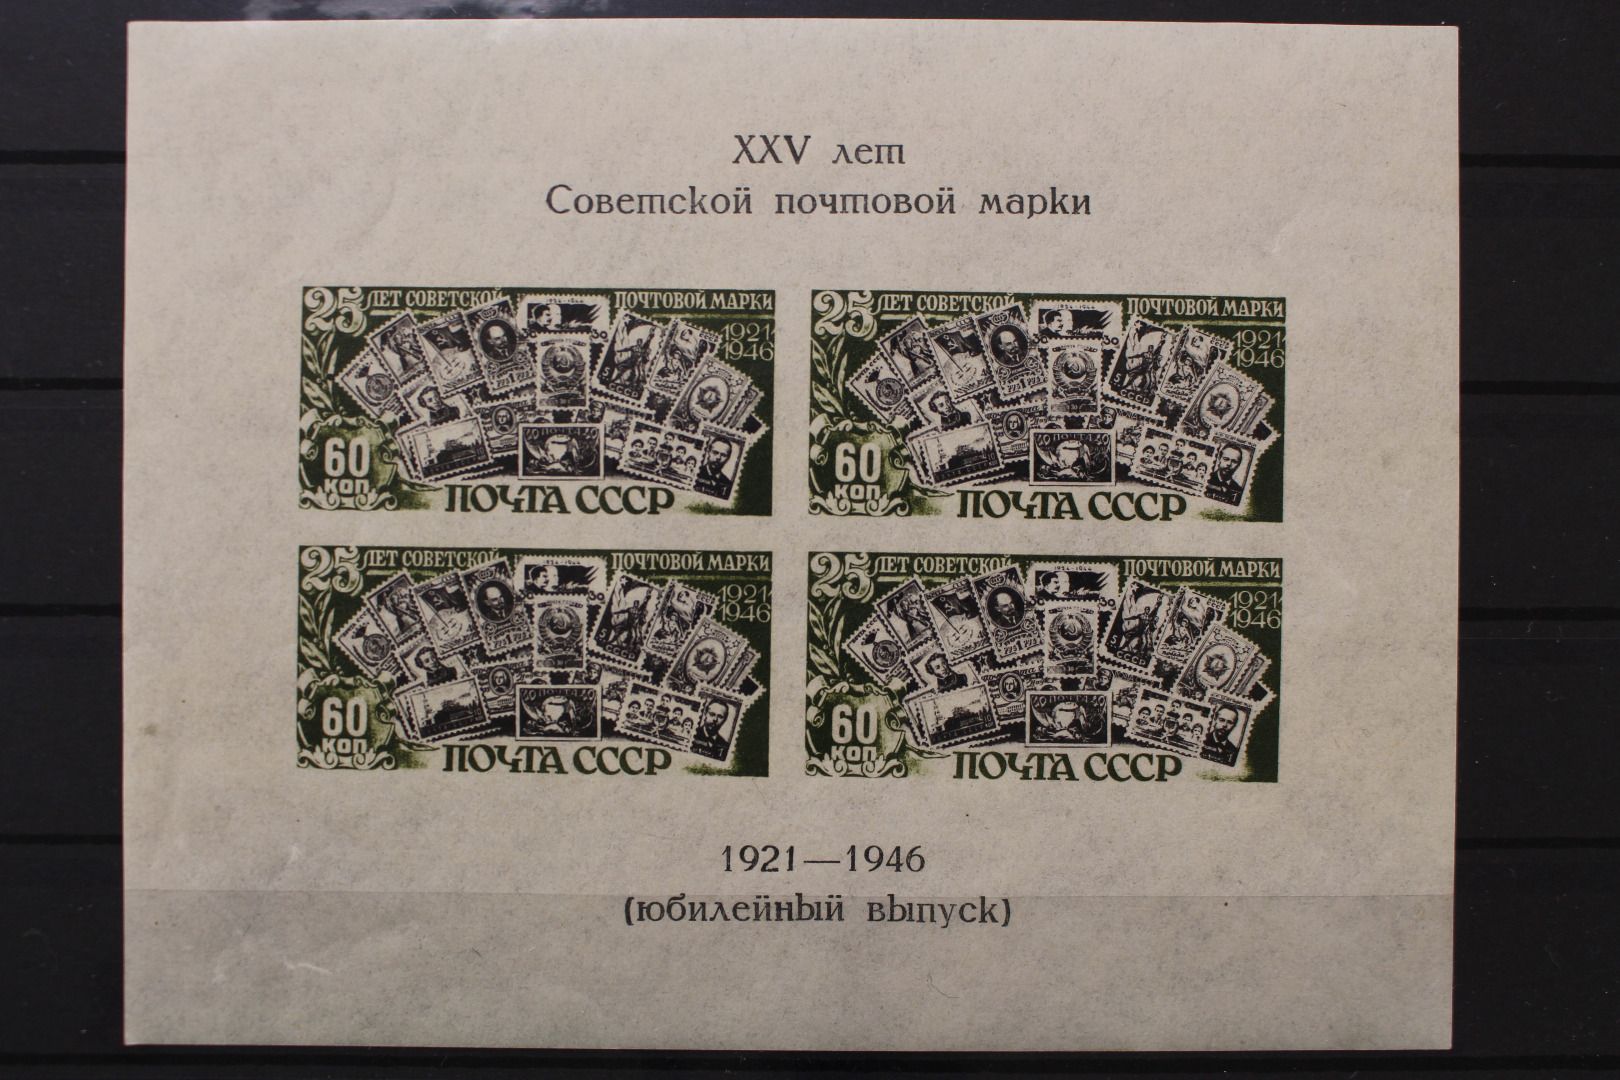 XXV лет
Советской почтовой марки
25 ЛЕТ СОВЕТСКОЙ ПОЧТОВОЙ МАРКИ
1921
1946
60
КОП
ПОЧТА СССР
25 ЛЕТ СОВЕТСКОЙ ПОЧТОВОЙ МАРКИ
1921
1946
60
КОП
ПОЧТА СССР
25 ЛЕТ СОВЕТСКОЙ ПОЧТОВОЙ МАРКИ
1921
1946
60
КОП
ПОЧТА СССР
25 ЛЕТ СОВЕТСКОЙ ПОЧТОВОЙ МАРКИ
1921
1946
60
КОП
ПОЧТА СССР
1921—1946
(юбилейный выпуск)